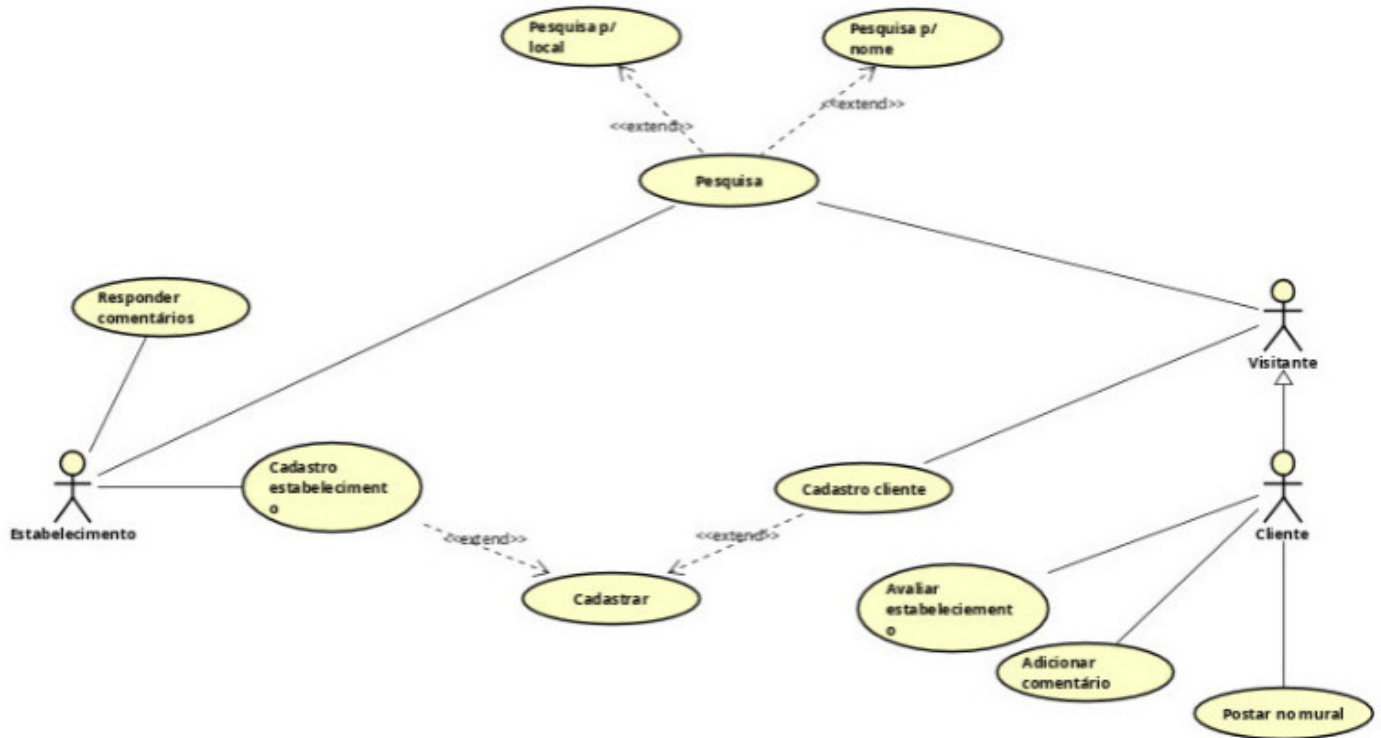 Pesquisa p/
local
Pesquisa p/
nome
<<extend>>
<<extend>>
Pesquisa
Responder
comentários
Visitante
Cadastro
estabeleciment
o
Cadastro cliente
Estabelecimento
Cliente
<<extend>>
<<extend>>
Cadastrar
Avaliar
estabeleciement
o
Adicionar
comentário
Postar no mural